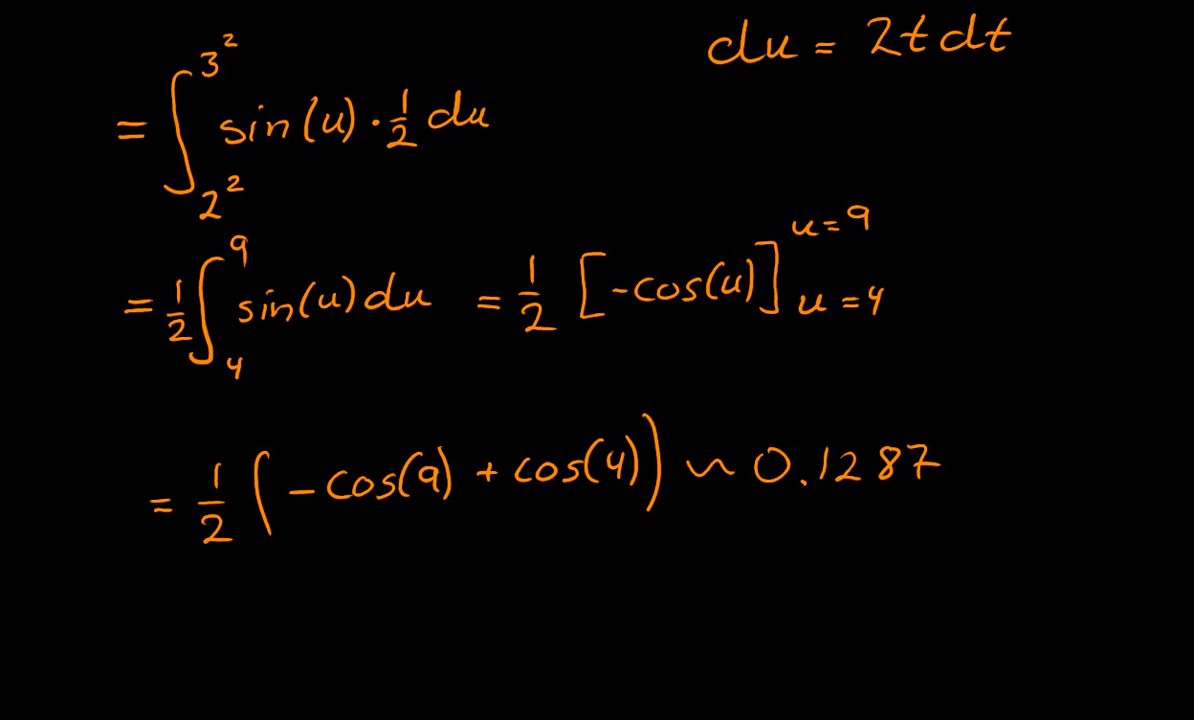 du = 2t dt
= ∫_{2²}^{3²} sin(u) · ½ du
= ½ ∫_{4}^{9} sin(u) du = ½ [-cos(u)]_{u=4}^{u=9}
= ½ (-cos(9) + cos(4)) ~ 0.1287